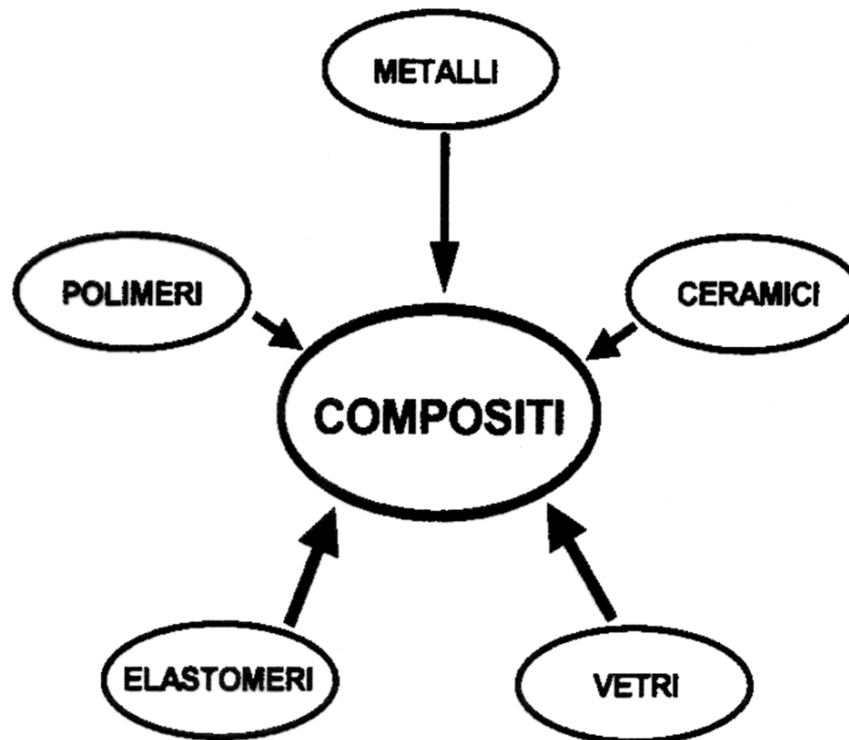 METALLI
POLIMERI
CERAMICI
COMPOSITI
ELASTOMERI
VETRI